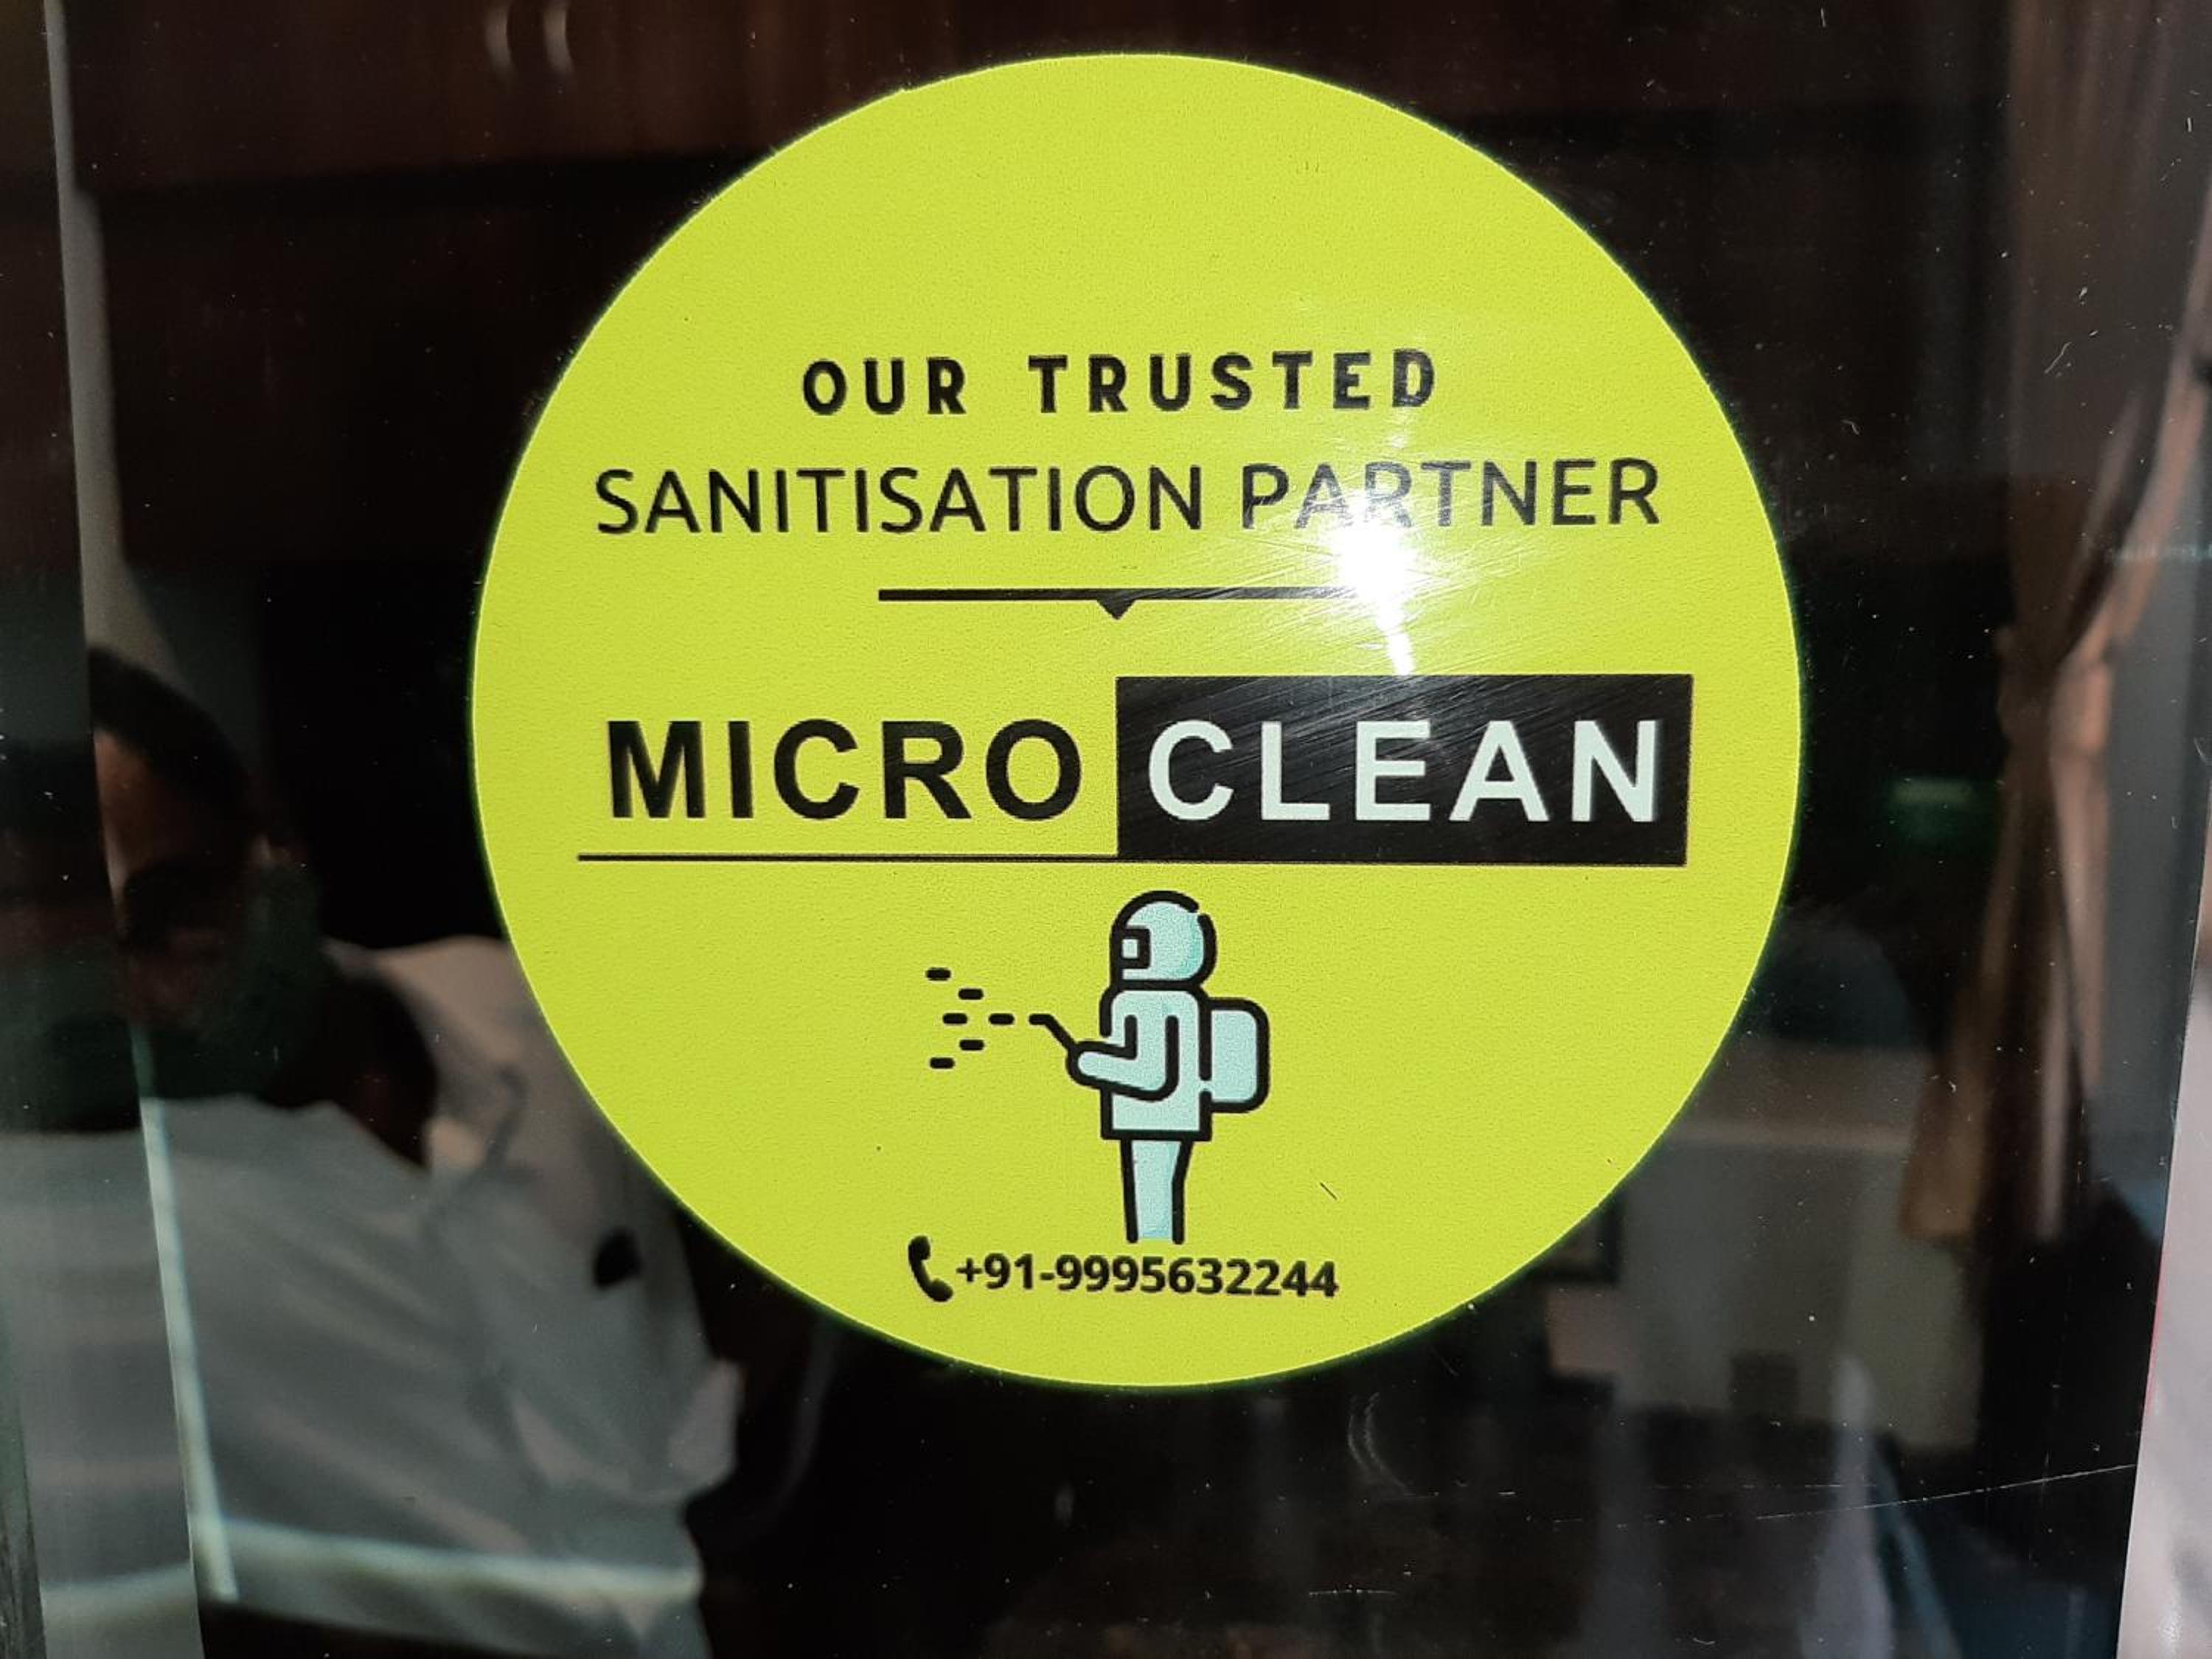 OUR TRUSTED
SANITISATION PARTNER
MICRO CLEAN
+91-9995632244